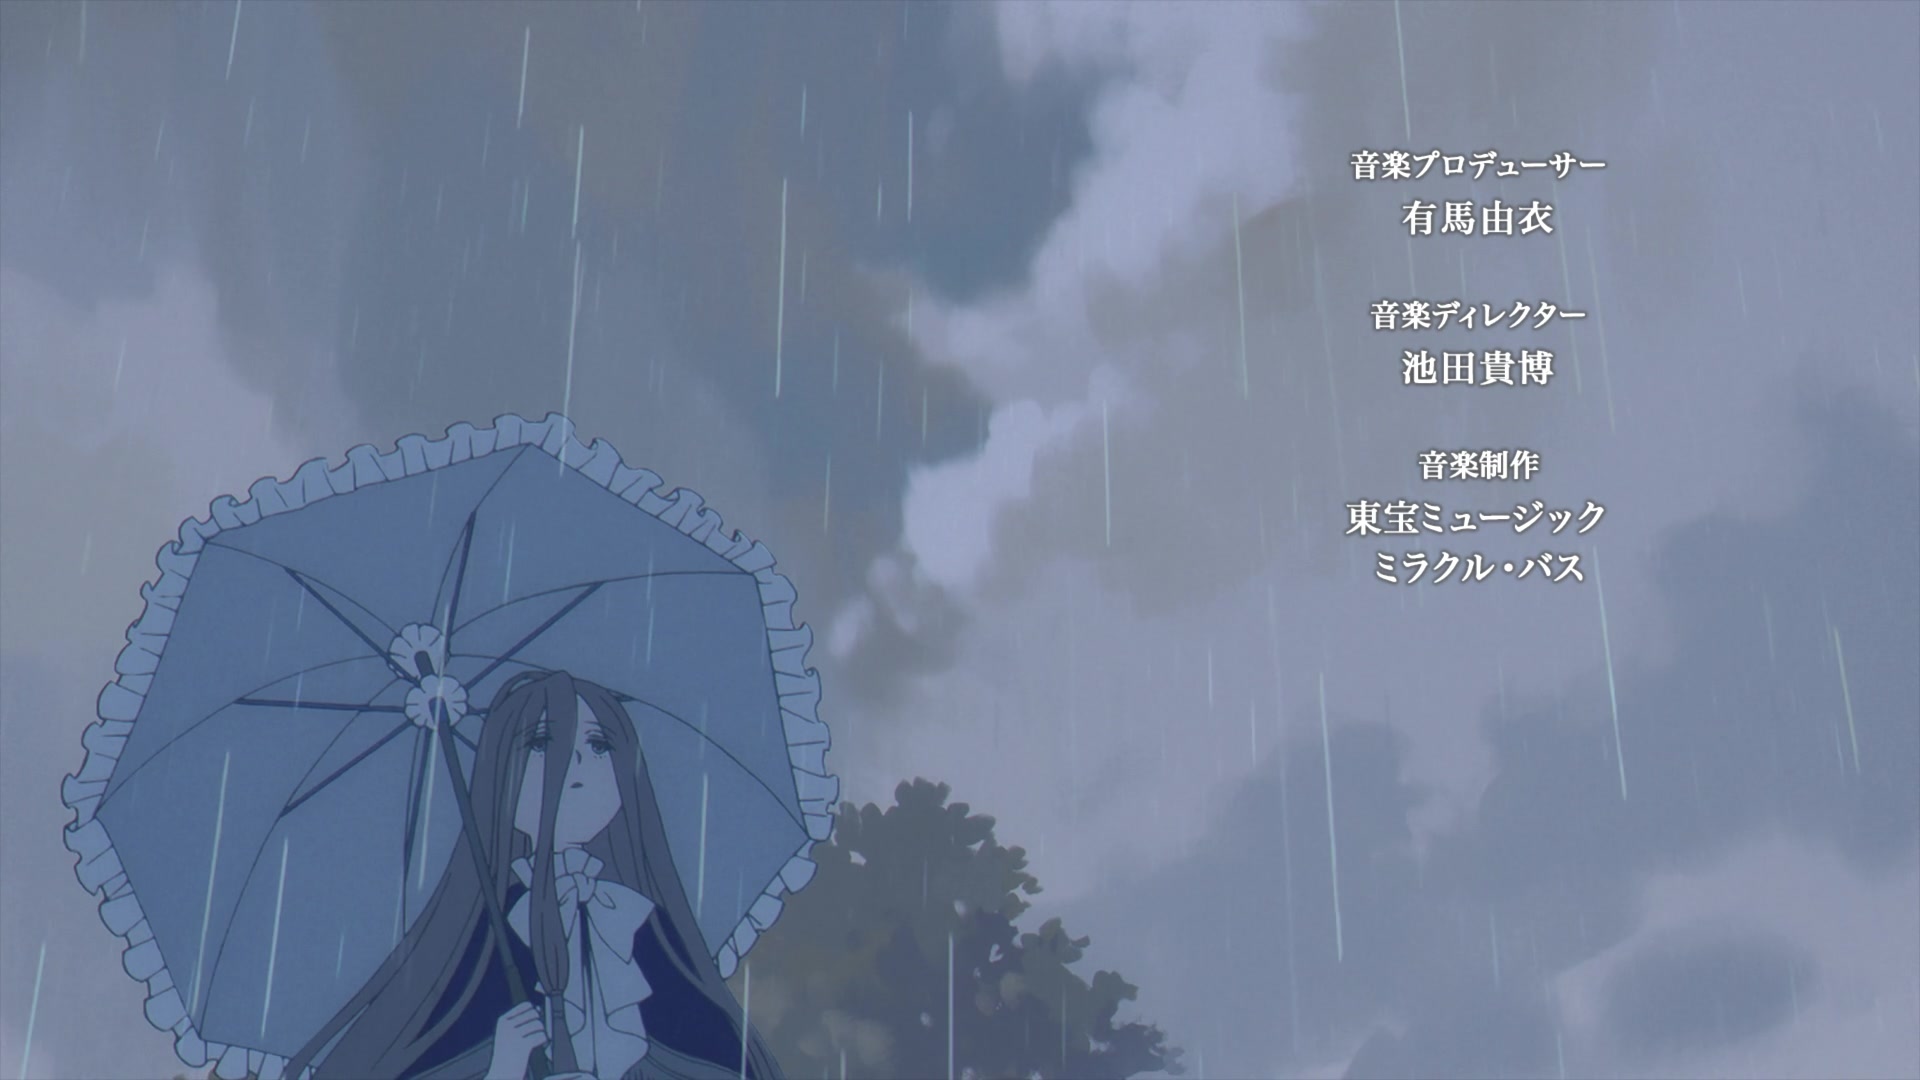 音楽プロデューサー
有馬由衣
音楽ディレクター
池田貴博
音楽制作
東宝ミュージック
ミラクル・バス